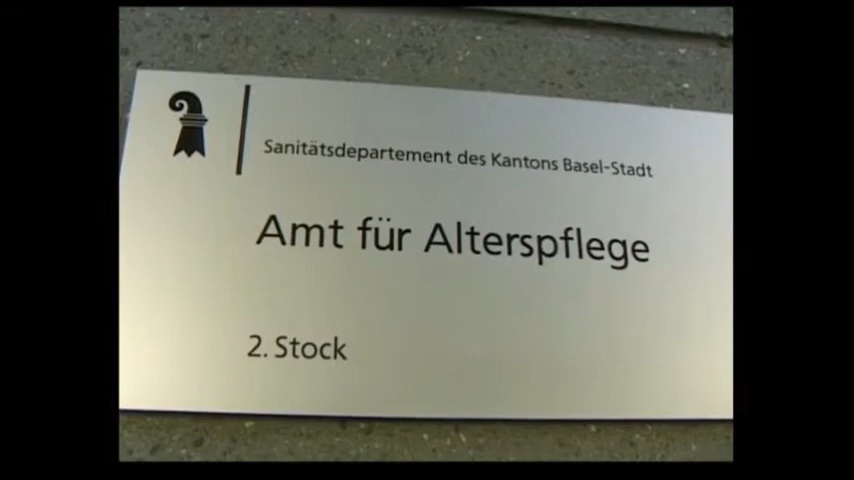 Sanitätsdepartement des Kantons Basel-Stadt
Amt für Alterspflege
2. Stock